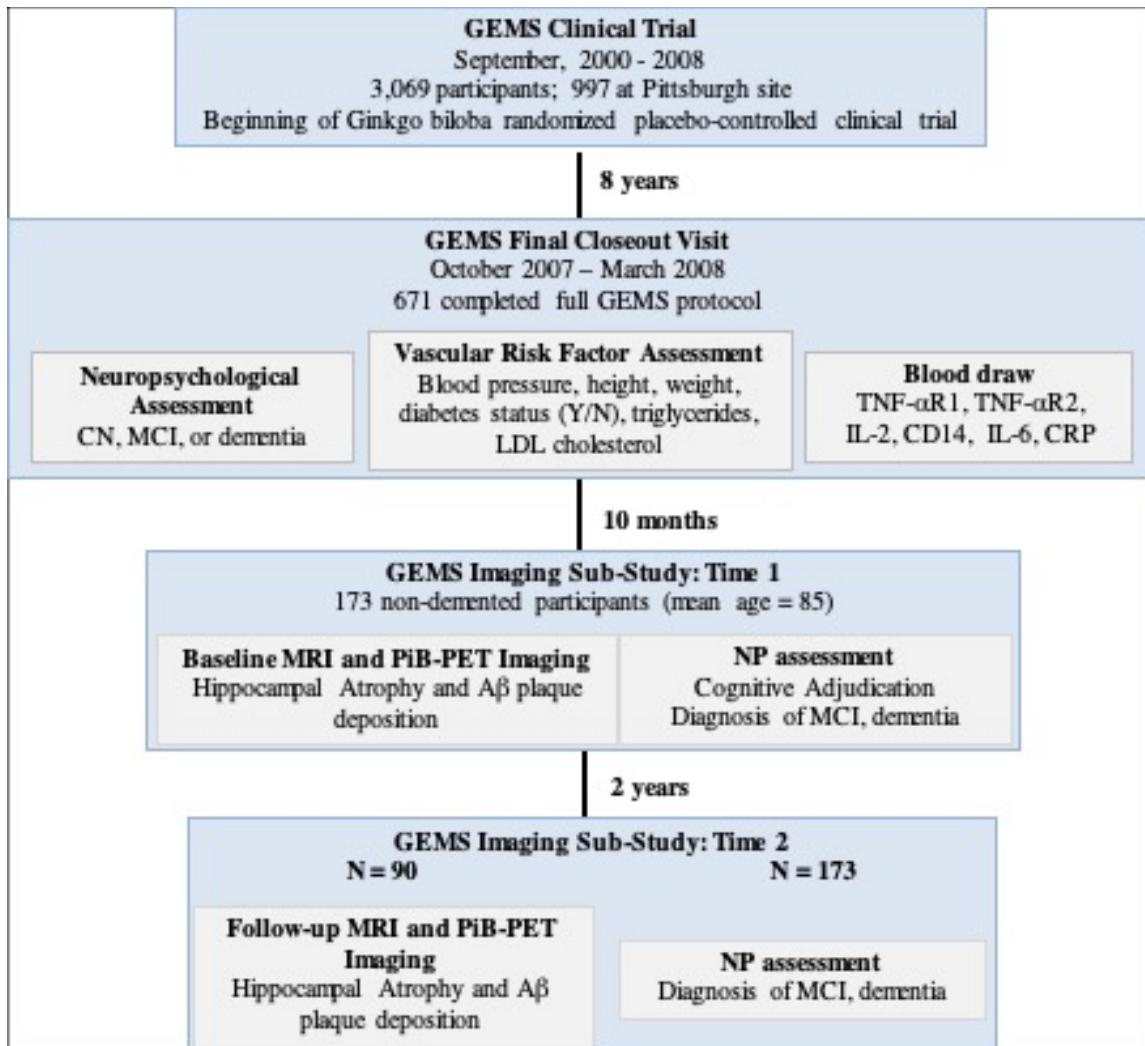 GEMS Clinical Trial
September, 2000 - 2008
3,069 participants; 997 at Pittsburgh site
Beginning of Ginkgo biloba randomized placebo-controlled clinical trial
8 years
GEMS Final Closeout Visit
October 2007 – March 2008
671 completed full GEMS protocol
Neuropsychological
Assessment
CN, MCI, or dementia
Vascular Risk Factor Assessment
Blood pressure, height, weight,
diabetes status (Y/N), triglycerides,
LDL cholesterol
Blood draw
TNF-αR1, TNF-αR2,
IL-2, CD14, IL-6, CRP
10 months
GEMS Imaging Sub-Study: Time 1
173 non-demented participants (mean age = 85)
Baseline MRI and PiB-PET Imaging
Hippocampal Atrophy and Aβ plaque
deposition
NP assessment
Cognitive Adjudication
Diagnosis of MCI, dementia
2 years
GEMS Imaging Sub-Study: Time 2
N = 90
N = 173
Follow-up MRI and PiB-PET
Imaging
Hippocampal Atrophy and Aβ
plaque deposition
NP assessment
Diagnosis of MCI, dementia